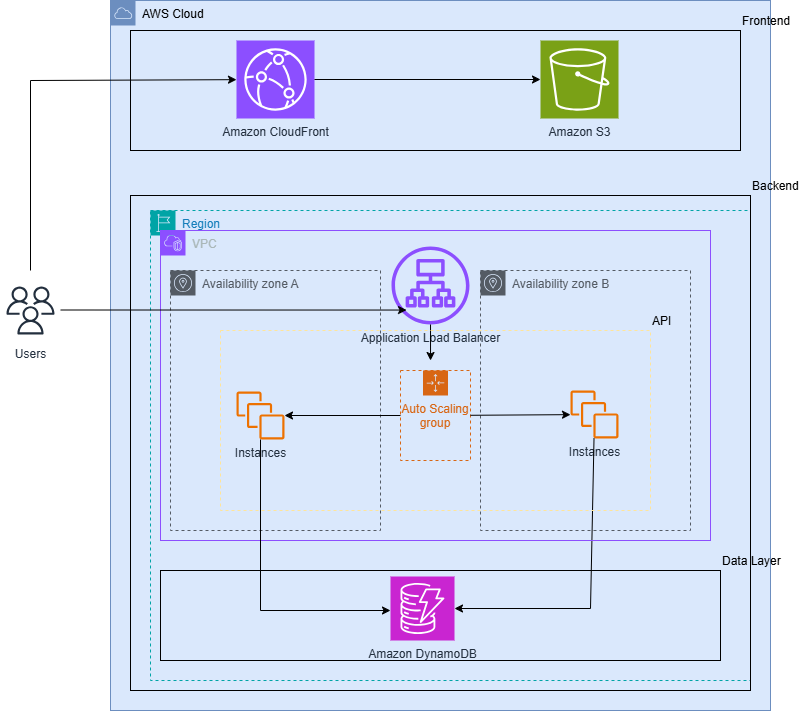 AWS Cloud
Frontend
Amazon CloudFront
Amazon S3
Backend
Region
VPC
Availability zone A
Availability zone B
API
Users
Application Load Balancer
Auto Scaling
group
Instances
Instances
Data Layer
Amazon DynamoDB